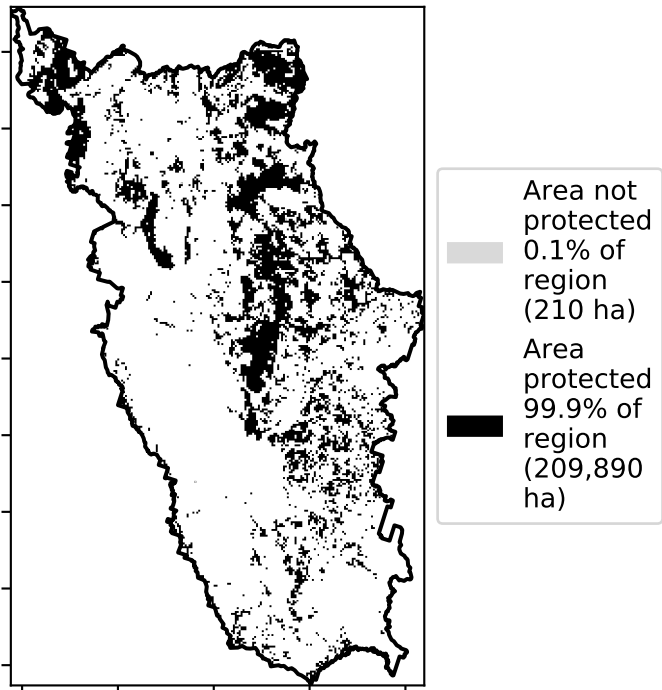 Area not
protected
0.1% of
region
(210 ha)
Area
protected
99.9% of
region
(209,890
ha)